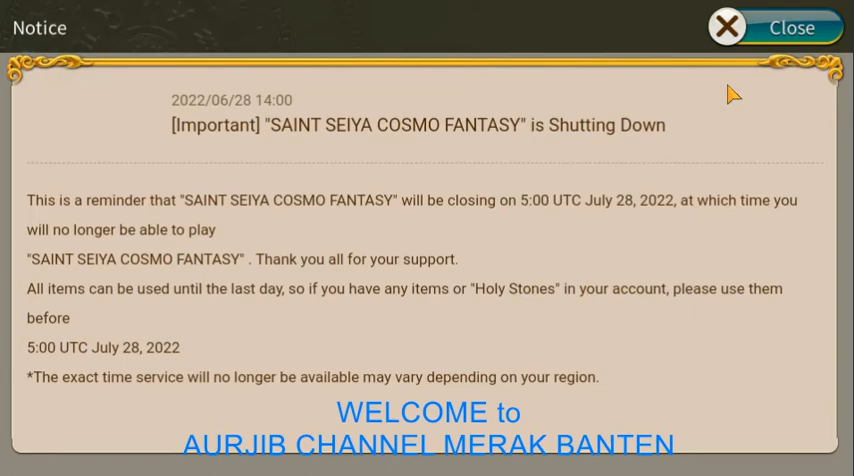 Notice
Close
2022/06/28 14:00
[Important] "SAINT SEIYA COSMO FANTASY" is Shutting Down
This is a reminder that "SAINT SEIYA COSMO FANTASY" will be closing on 5:00 UTC July 28, 2022, at which time you
will no longer be able to play
"SAINT SEIYA COSMO FANTASY" . Thank you all for your support.
All items can be used until the last day, so if you have any items or "Holy Stones" in your account, please use them
before
5:00 UTC July 28, 2022
*The exact time service will no longer be available may vary depending on your region.
WELCOME to
AURJIB CHANNEL MERAK BANTEN